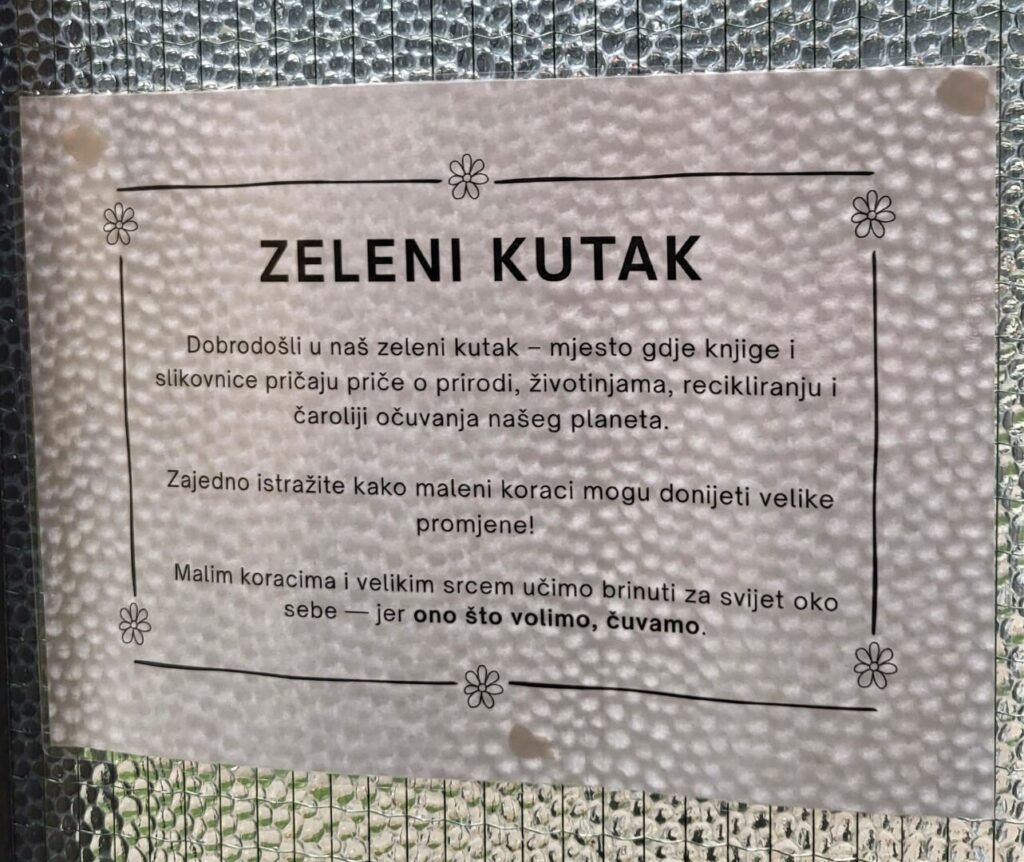 ZELENI KUTAK
Dobrodošli u naš zeleni kutak – mjesto gdje knjige i
slikovnice pričaju priče o prirodi, životinjama, recikliranju i
čaroliji očuvanja našeg planeta.
Zajedno istražite kako maleni koraci mogu donijeti velike
promjene!
Malim koracima i velikim srcem učimo brinuti za svijet oko
sebe — jer ono što volimo, čuvamo.